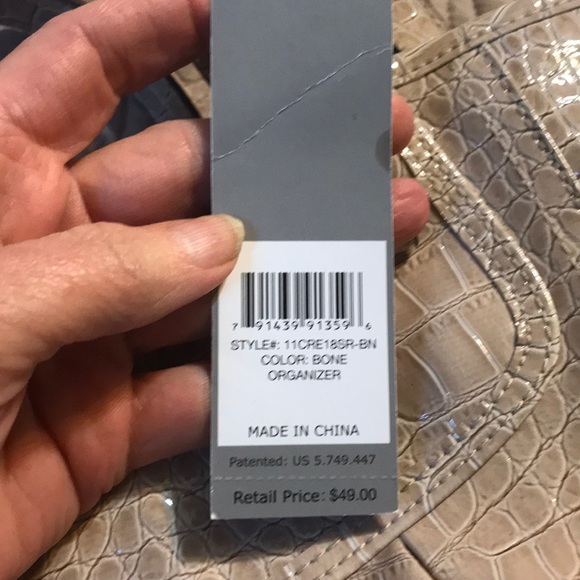 7 91439 91359 6
STYLE#: 11CRE18SR-BN
COLOR: BONE
ORGANIZER
MADE IN CHINA
Patented: US 5.749.447
Retail Price: $49.00